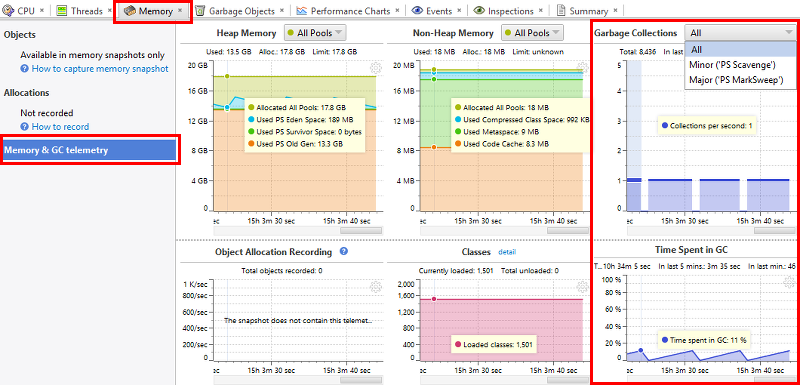 CPU × Threads × Memory × Garbage Objects × Performance Charts × Events × Inspections × Summary ×
Objects
Available in memory snapshots only
How to capture memory snapshot
Allocations
Not recorded
How to record
Memory & GC telemetry
Heap Memory All Pools
Used: 13.5 GB Alloc.: 17.8 GB Limit: 17.8 GB
20 GB
16 GB
12 GB
8 GB
4 GB
0
Allocated All Pools: 17.8 GB
Used PS Eden Space: 189 MB
Used PS Survivor Space: 0 bytes
Used PS Old Gen: 13.3 GB
ec 15h 3m 30 sec 15h 3m 40 sec
Non-Heap Memory All Pools
Used: 18 MB Alloc.: 18 MB Limit: unknown
20 MB
16 MB
12 MB
8 MB
4 MB
0
Allocated All Pools: 18 MB
Used Compressed Class Space: 992 KB
Used Metaspace: 9 MB
Used Code Cache: 8.3 MB
ec 15h 3m 30 sec 15h 3m 40 sec
Garbage Collections All
Total: 8,436 In last
All
Minor ('PS Scavenge')
Major ('PS MarkSweep')
5
4
3
2
1
0
Collections per second: 1
ec 15h 3m 30 sec 15h 3m 40 sec
Object Allocation Recording
Total objects recorded: 0
1 K/sec
800/sec
600/sec
400/sec
200/sec
0
The snapshot does not contain this telemet...
ec 15h 3m 30 sec 15h 3m 40 sec
Classes detail
Currently loaded: 1,501 Total unloaded: 0
2,000
1,600
1,200
800
400
0
Loaded classes: 1,501
ec 15h 3m 30 sec 15h 3m 40 sec
Time Spent in GC
T... 10h 34m 5 sec In last 5 mins.: 3m 35 sec In last min.: 46
100 %
80 %
60 %
40 %
20 %
0
Time spent in GC: 11 %
ec 15h 3m 30 sec 15h 3m 40 sec